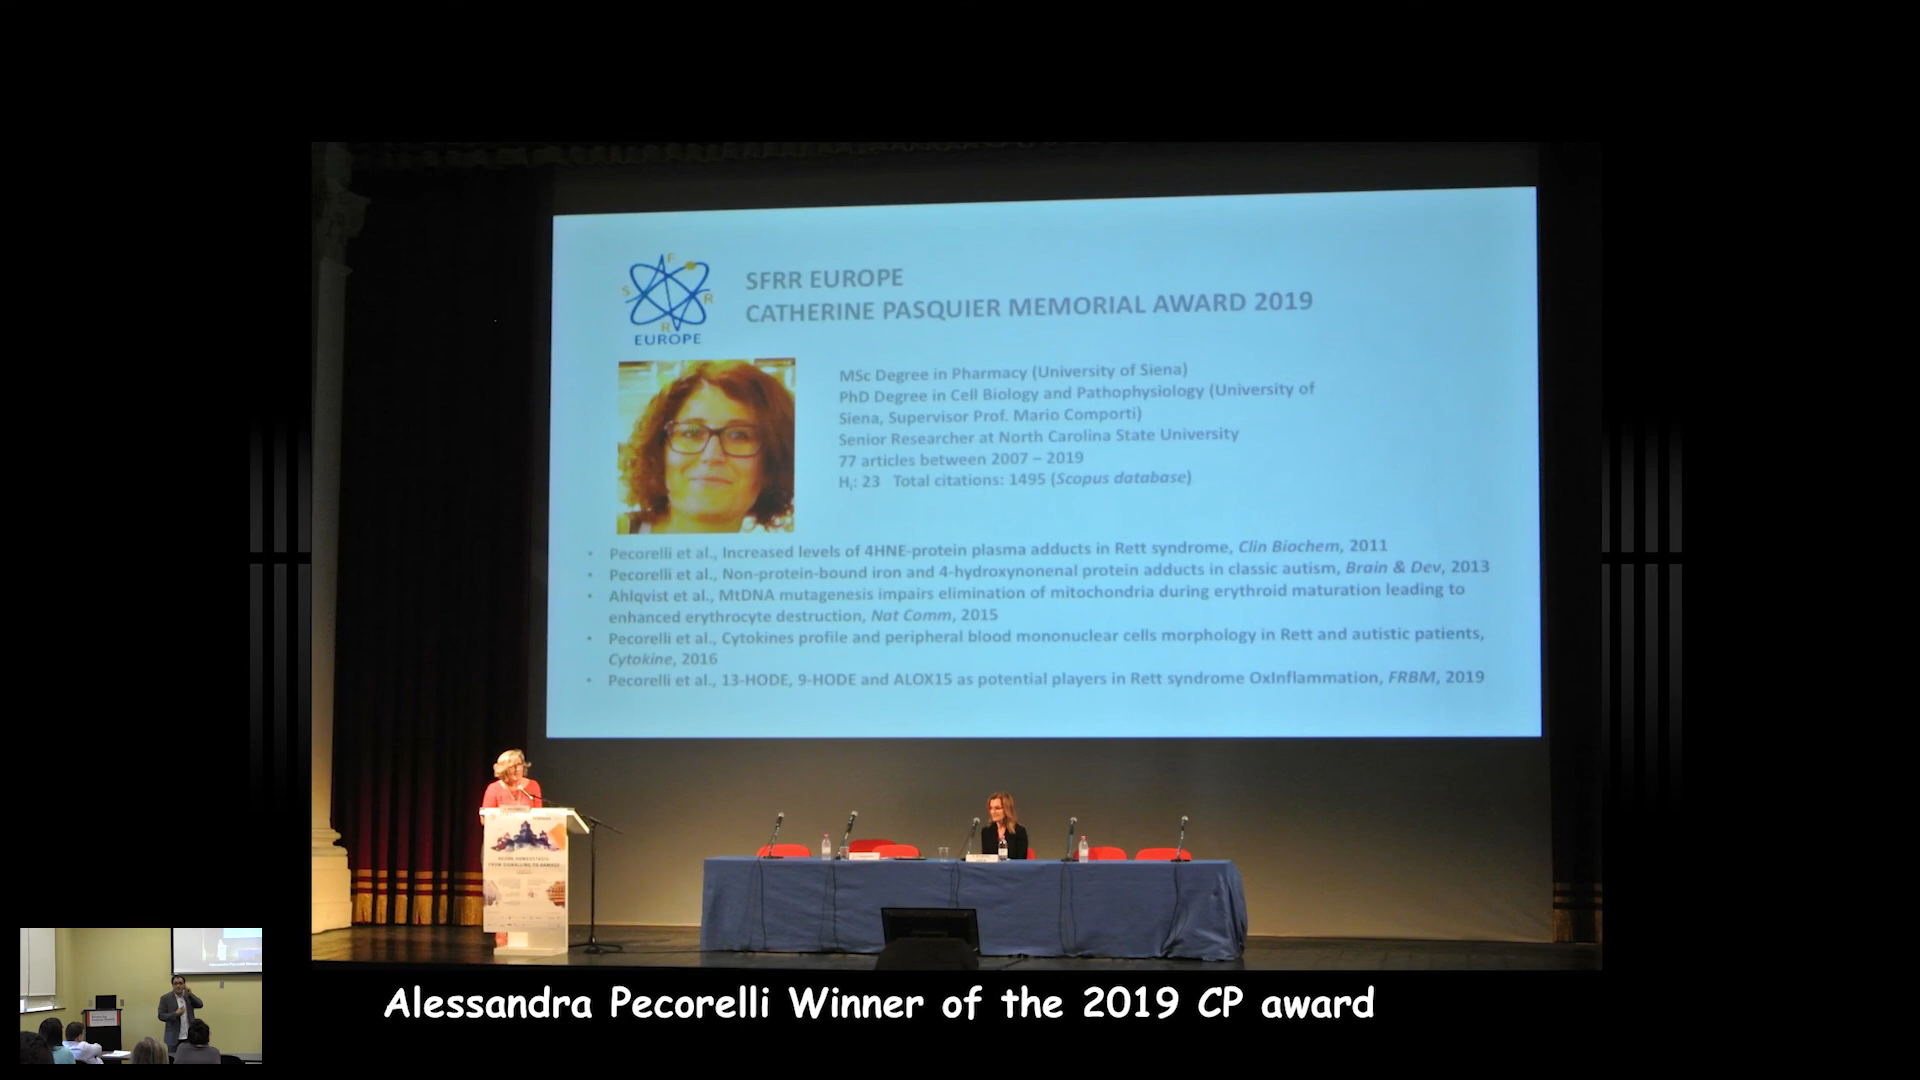 F
S R
R
EUROPE
SFRR EUROPE
CATHERINE PASQUIER MEMORIAL AWARD 2019
MSc Degree in Pharmacy (University of Siena)
PhD Degree in Cell Biology and Pathophysiology (University of
Siena, Supervisor Prof. Mario Comporti)
Senior Researcher at North Carolina State University
77 articles between 2007 – 2019
Hi: 23 Total citations: 1495 (Scopus database)
• Pecorelli et al., Increased levels of 4HNE-protein plasma adducts in Rett syndrome, Clin Biochem, 2011
• Pecorelli et al., Non-protein-bound iron and 4-hydroxynonenal protein adducts in classic autism, Brain & Dev, 2013
• Ahlqvist et al., MtDNA mutagenesis impairs elimination of mitochondria during erythroid maturation leading to
enhanced erythrocyte destruction, Nat Comm, 2015
• Pecorelli et al., Cytokines profile and peripheral blood mononuclear cells morphology in Rett and autistic patients,
Cytokine, 2016
• Pecorelli et al., 13-HODE, 9-HODE and ALOX15 as potential players in Rett syndrome OxInflammation, FRBM, 2019
REDOX HOMEOSTASIS:
FROM SIGNALLING TO DAMAGE
Alessandra Pecorelli Winner of the 2019 CP award